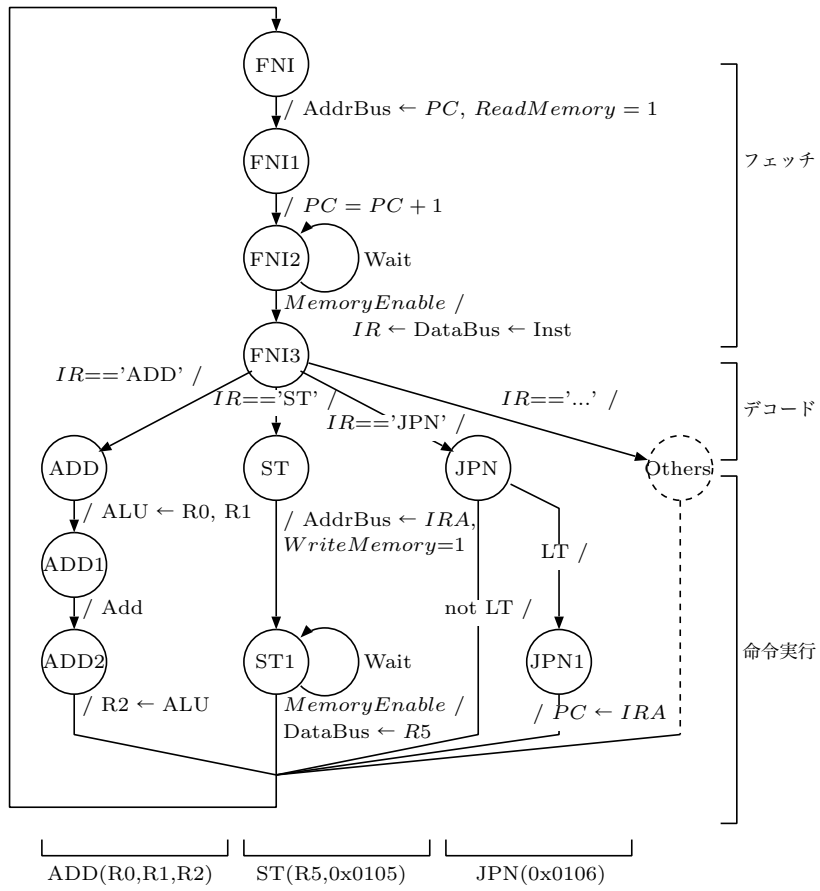 FNI
/ AddrBus ← PC, ReadMemory = 1
FNI1
フェッチ
/ PC = PC + 1
FNI2
Wait
MemoryEnable /
IR ← DataBus ← Inst
FNI3
IR=='ADD' /
IR=='ST' /
IR=='JPN' /
IR=='...' /
デコード
ADD
ST
JPN
Others
/ ALU ← R0, R1
/ AddrBus ← IRA,
WriteMemory=1
LT /
ADD1
/ Add
not LT /
ADD2
ST1
Wait
JPN1
命令実行
/ R2 ← ALU
MemoryEnable /
DataBus ← R5
/ PC ← IRA
ADD(R0,R1,R2)
ST(R5,0x0105)
JPN(0x0106)